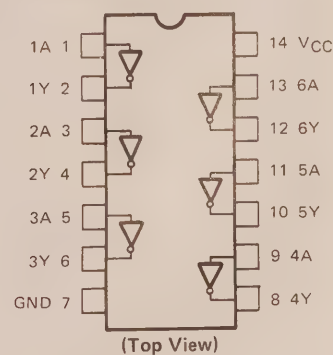 1A 1
1Y 2
2A 3
2Y 4
3A 5
3Y 6
GND 7
14 VCC
13 6A
12 6Y
11 5A
10 5Y
9 4A
8 4Y
(Top View)